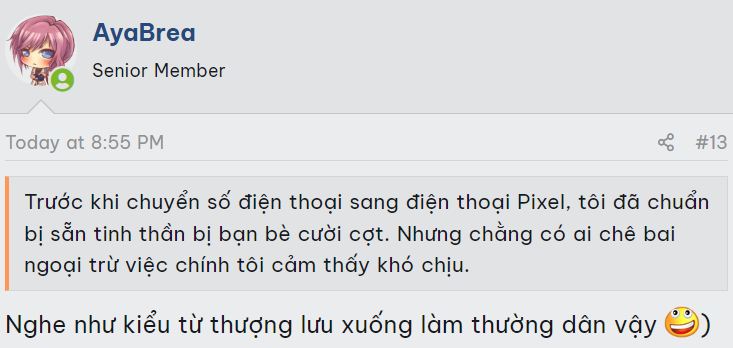 AyaBrea
Senior Member
Today at 8:55 PM
#13
Trước khi chuyển số điện thoại sang điện thoại Pixel, tôi đã chuẩn
bị sẵn tinh thần bị bạn bè cười cợt. Nhưng chằng có ai chê bai
ngoại trừ việc chính tôi cảm thấy khó chịu.
Nghe như kiểu từ thượng lưu xuống làm thường dân vậy )